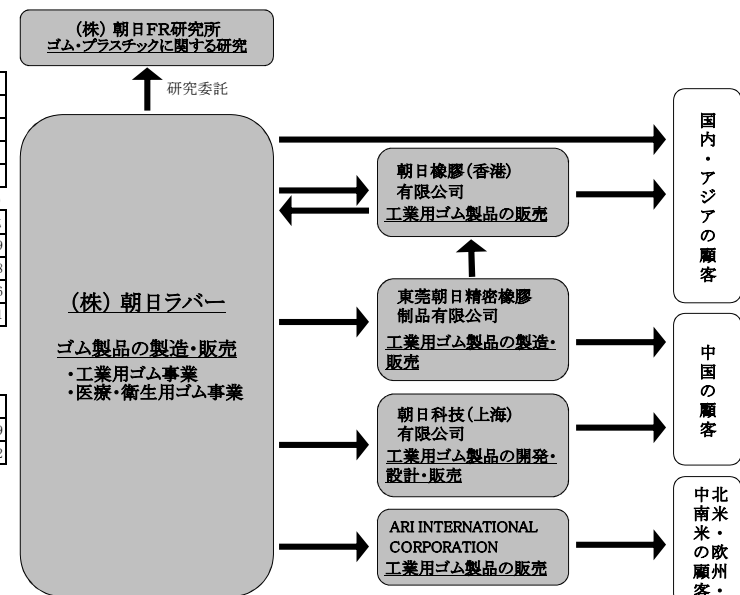 (株) 朝日FR研究所
ゴム・プラスチックに関する研究
研究委託
(株) 朝日ラバー
ゴム製品の製造・販売
・工業用ゴム事業
・医療・衛生用ゴム事業
朝日橡膠(香港)
有限公司
工業用ゴム製品の販売
東莞朝日精密橡膠
制品有限公司
工業用ゴム製品の製造・
販売
朝日科技(上海)
有限公司
工業用ゴム製品の開発・
設計・販売
ARI INTERNATIONAL
CORPORATION
工業用ゴム製品の販売
国内・アジアの顧客
中国の顧客
北米・欧州・
中南米の顧客